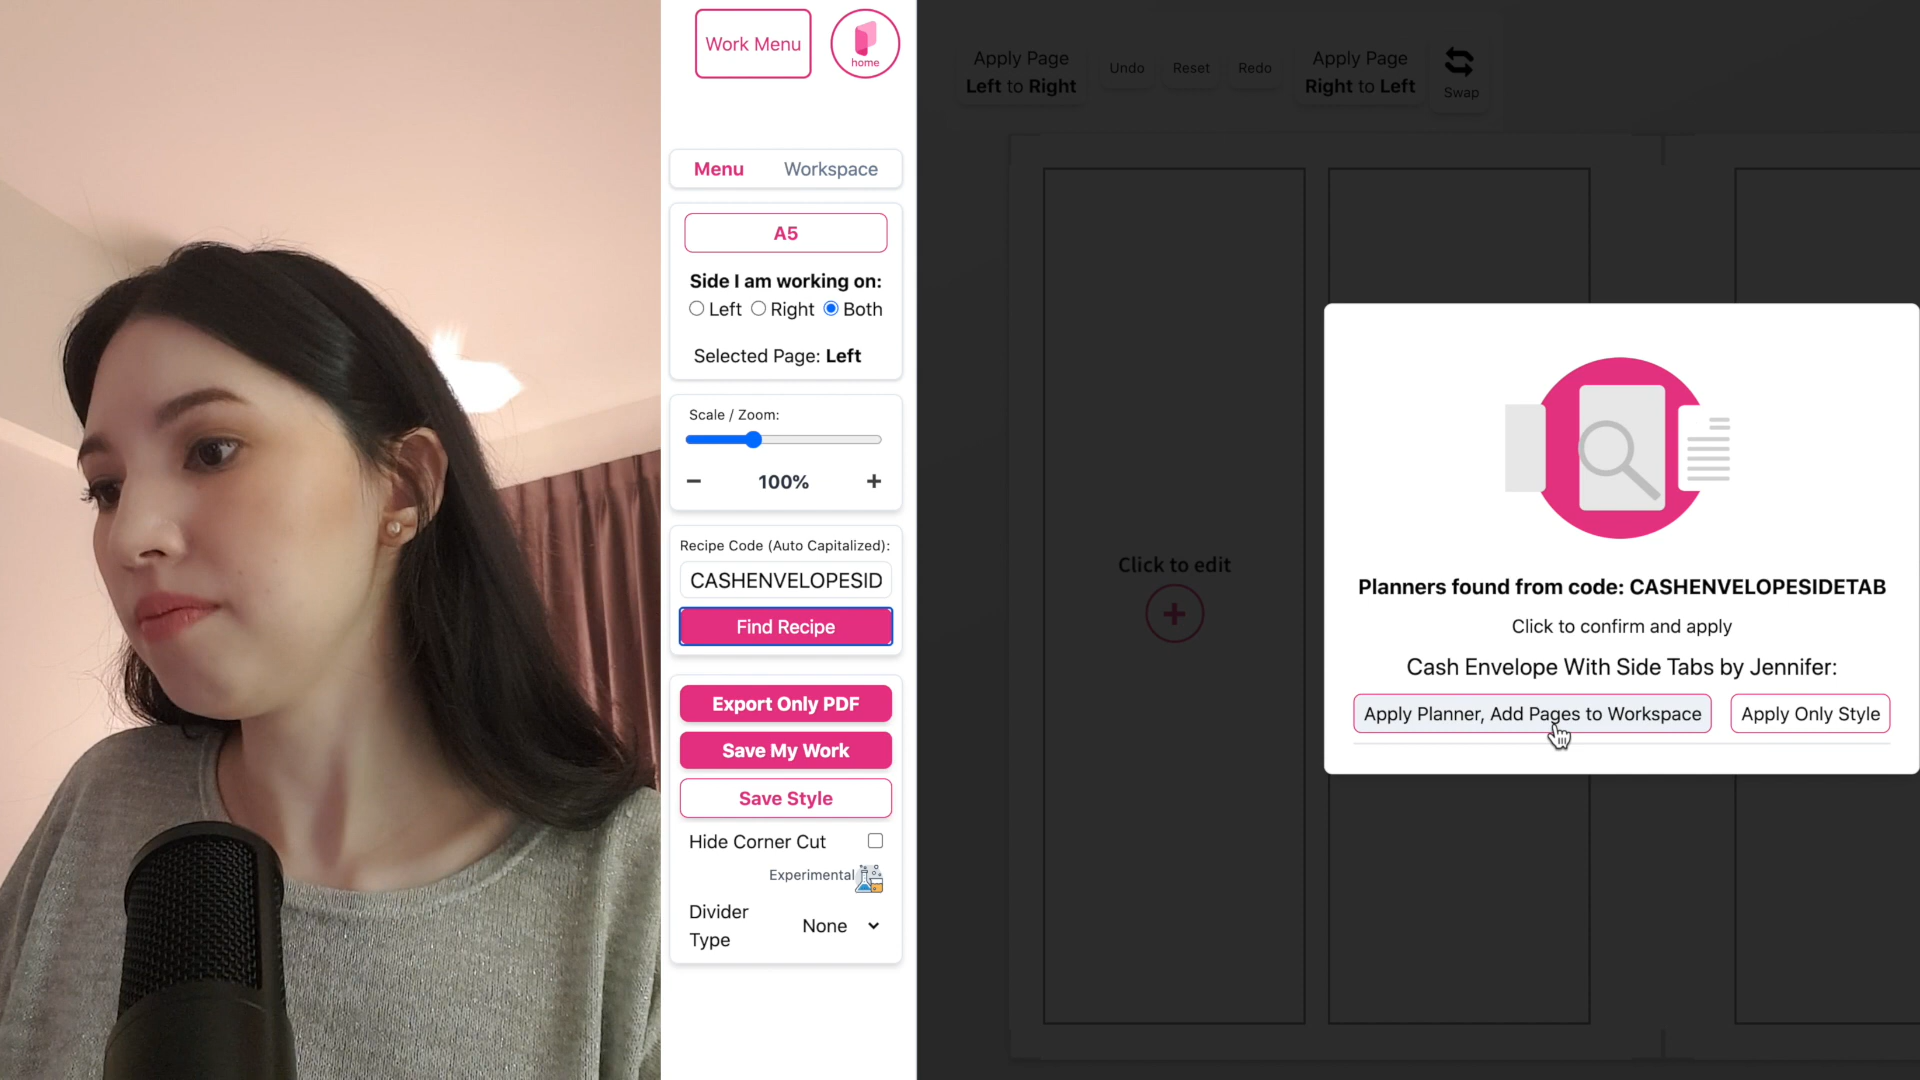 Work Menu
home
Menu
Workspace
A5
Side I am working on:
Left
Right
Both
Selected Page: Left
Scale / Zoom:
−
100%
+
Recipe Code (Auto Capitalized):
CASHENVELOPESID
Find Recipe
Export Only PDF
Save My Work
Save Style
Hide Corner Cut
Experimental
Divider
Type
None
Apply Page
Left to Right
Undo
Reset
Redo
Apply Page
Right to Left
Swap
Click to edit
Planners found from code: CASHENVELOPESIDETAB
Click to confirm and apply
Cash Envelope With Side Tabs by Jennifer:
Apply Planner, Add Pages to Workspace
Apply Only Style